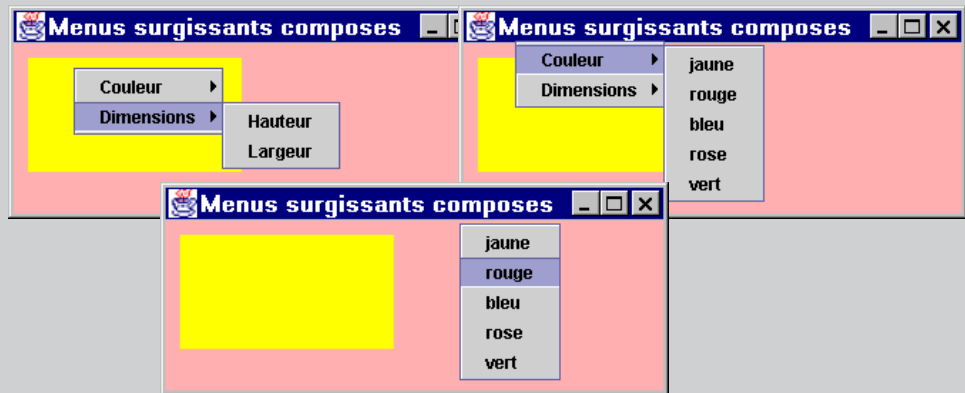 Menus surgissants composes
Couleur
Dimensions
Hauteur
Largeur
Menus surgissants composes
Couleur
Dimensions
jaune
rouge
bleu
rose
vert
Menus surgissants composes
jaune
rouge
bleu
rose
vert